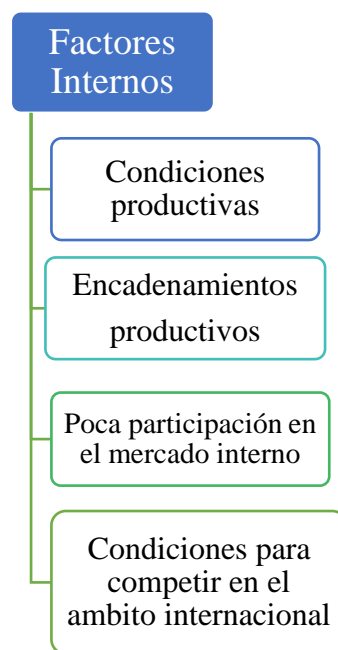 Factores
Internos
Condiciones
productivas
Encadenamientos
productivos
Poca participación en
el mercado interno
Condiciones para
competir en el
ambito internacional